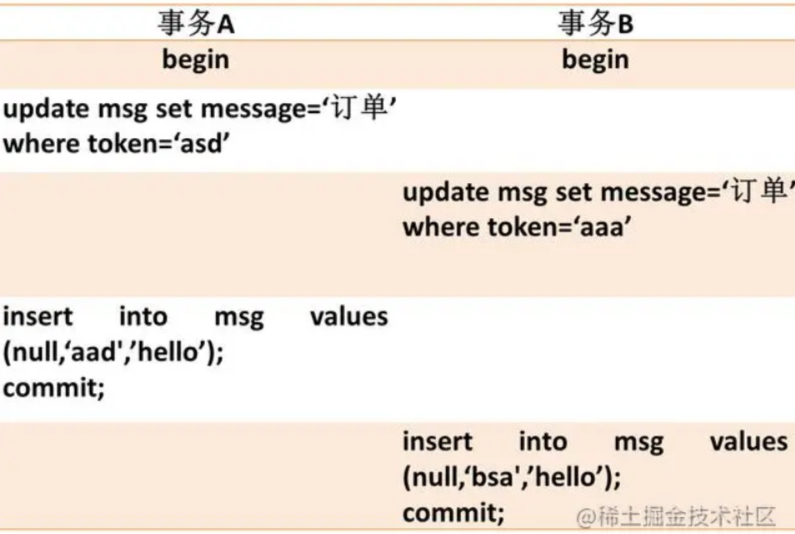 事务A 事务B
begin begin
update msg set message=‘订单’
where token=‘asd’
update msg set message=‘订单’
where token=‘aaa’
insert into msg values
(null,‘aad',’hello’);
commit;
insert into msg values
(null,‘bsa',’hello’);
commit;
@稀土掘金技术社区